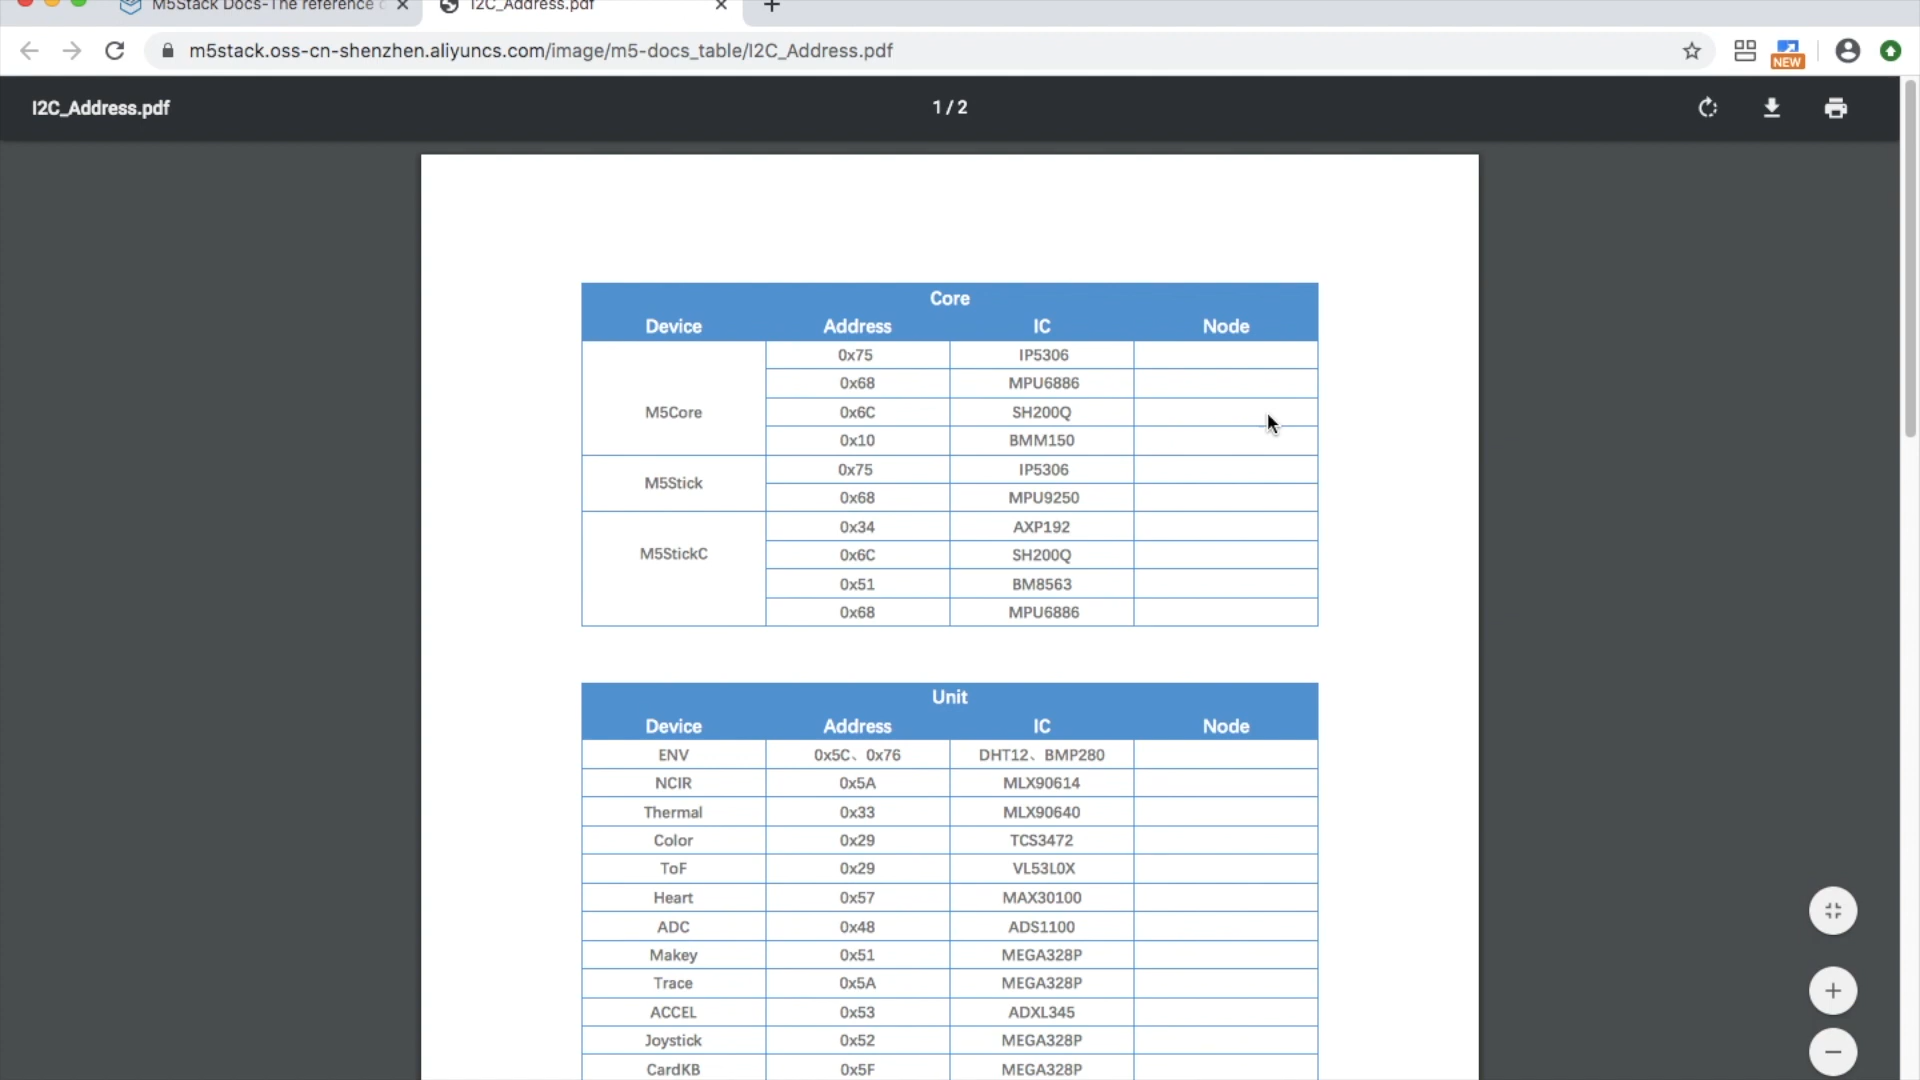 M5Stack Docs-The reference
I2C_Address.pdf
m5stack.oss-cn-shenzhen.aliyuncs.com/image/m5-docs_table/I2C_Address.pdf
NEW
I2C_Address.pdf
1 / 2
Core
Device Address IC Node
0x75 IP5306
0x68 MPU6886
M5Core 0x6C SH200Q
0x10 BMM150
0x75 IP5306
M5Stick
0x68 MPU9250
0x34 AXP192
M5StickC 0x6C SH200Q
0x51 BM8563
0x68 MPU6886
Unit
Device Address IC Node
ENV 0x5C、0x76 DHT12、BMP280
NCIR 0x5A MLX90614
Thermal 0x33 MLX90640
Color 0x29 TCS3472
ToF 0x29 VL53L0X
Heart 0x57 MAX30100
ADC 0x48 ADS1100
Makey 0x51 MEGA328P
Trace 0x5A MEGA328P
ACCEL 0x53 ADXL345
Joystick 0x52 MEGA328P
CardKB 0x5F MEGA328P